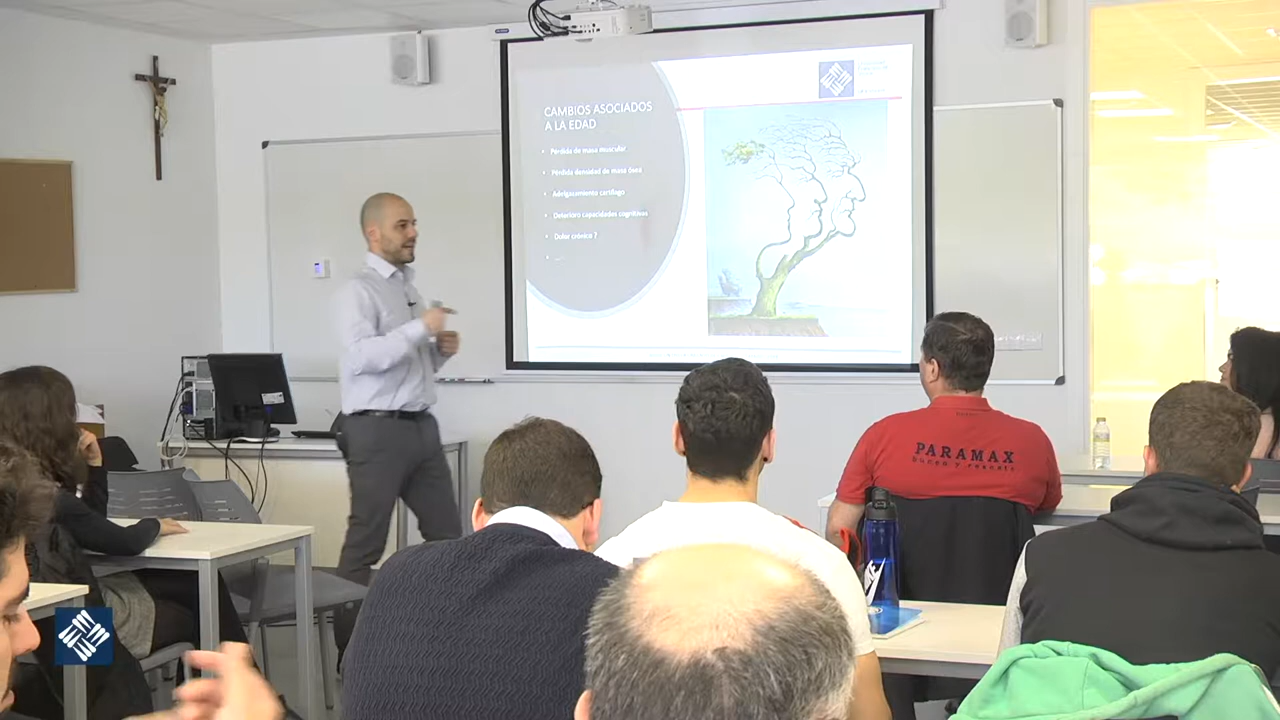 CAMBIOS ASOCIADOS
A LA EDAD
• Pérdida de masa muscular
• Pérdida densidad de masa ósea
• Adelgazamiento cartílago
• Deterioro capacidades cognitivas
• Dolor crónico ?
• ....
PARAMAX
buceo y rescate